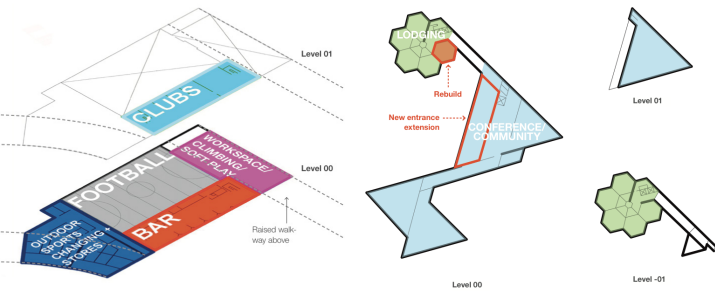 Level 01
CLUBS
Level 00
WORKSPACE/
CLIMBING/
SOFT PLAY
FOOTBALL
BAR
OUTDOOR
SPORTS
CHANGING +
STORES
Raised walk-
way above
LODGING
Rebuild
New entrance
extension
CONFERENCE/
COMMUNITY
Level 00
Level 01
Level -01